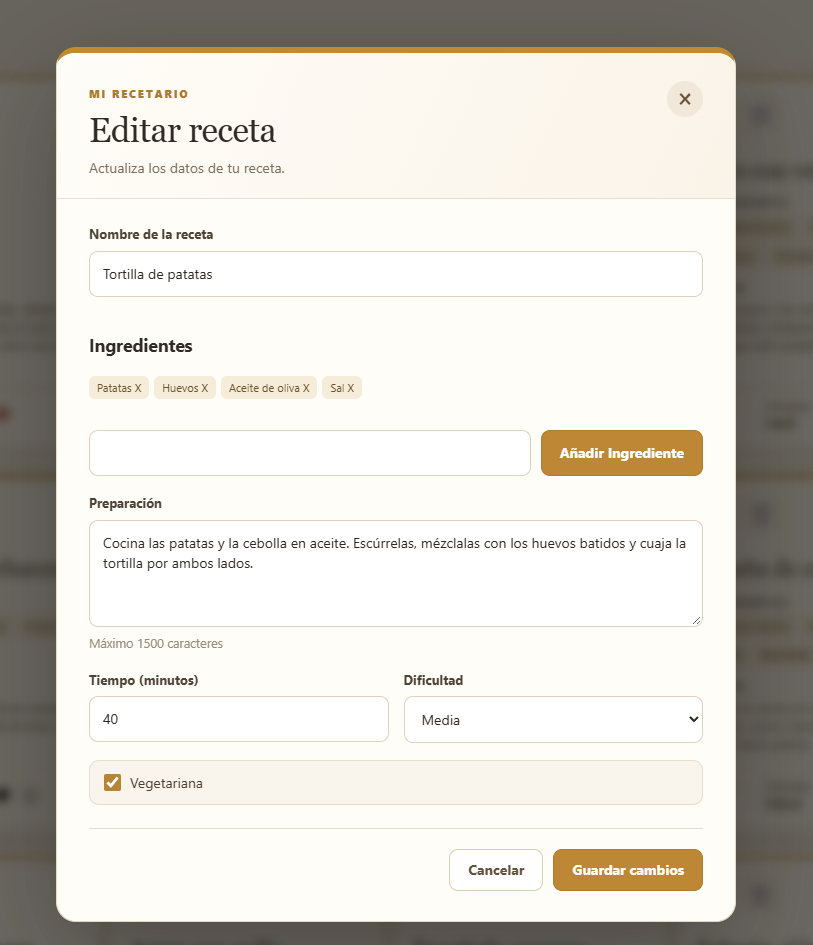 MI RECETARIO
Editar receta
Actualiza los datos de tu receta.
Nombre de la receta
Tortilla de patatas
Ingredientes
Patatas X Huevos X Aceite de oliva X Sal X
Añadir Ingrediente
Preparación
Cocina las patatas y la cebolla en aceite. Escúrrelas, mézclalas con los huevos batidos y cuaja la
tortilla por ambos lados.
Máximo 1500 caracteres
Tiempo (minutos) Dificultad
40 Media
Vegetariana
Cancelar Guardar cambios